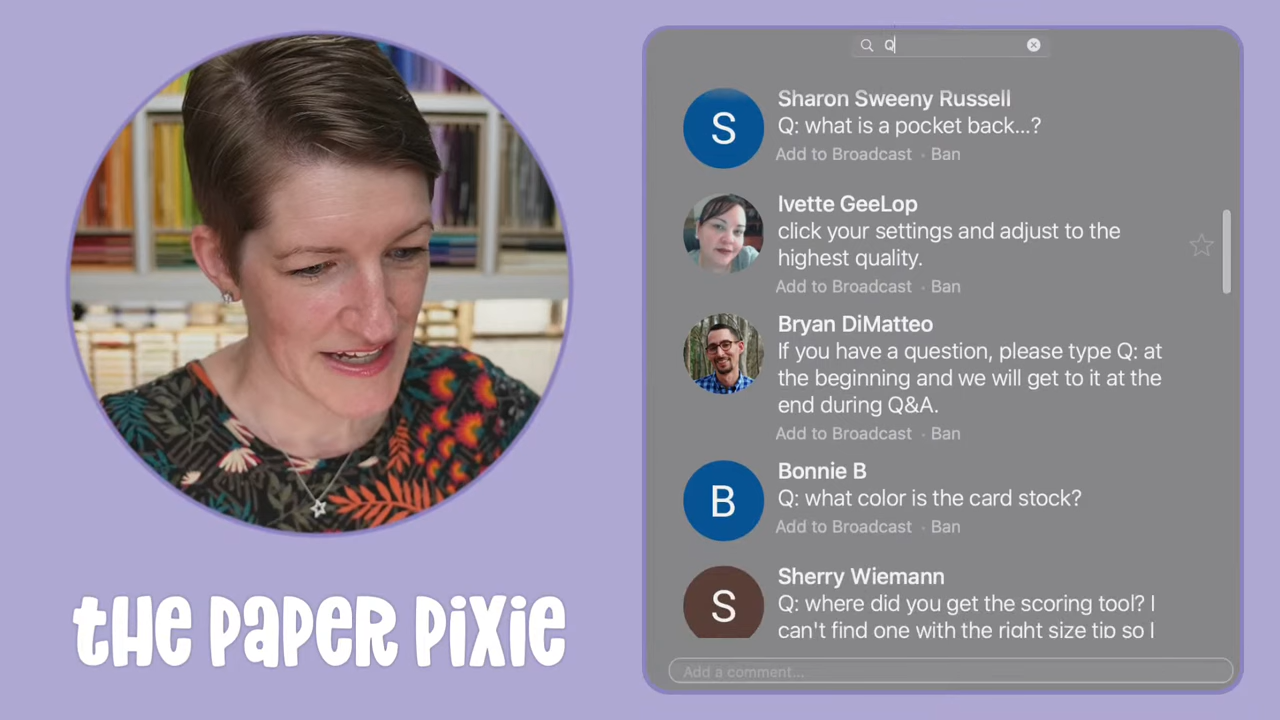 Q
Sharon Sweeny Russell
Q: what is a pocket back...?
Add to Broadcast · Ban
Ivette GeeLop
click your settings and adjust to the
highest quality.
Add to Broadcast · Ban
Bryan DiMatteo
If you have a question, please type Q: at
the beginning and we will get to it at the
end during Q&A.
Add to Broadcast · Ban
Bonnie B
Q: what color is the card stock?
Add to Broadcast · Ban
Sherry Wiemann
Q: where did you get the scoring tool? I
can't find one with the right size tip so I
Add a comment...
S
B
S
the paper pixie